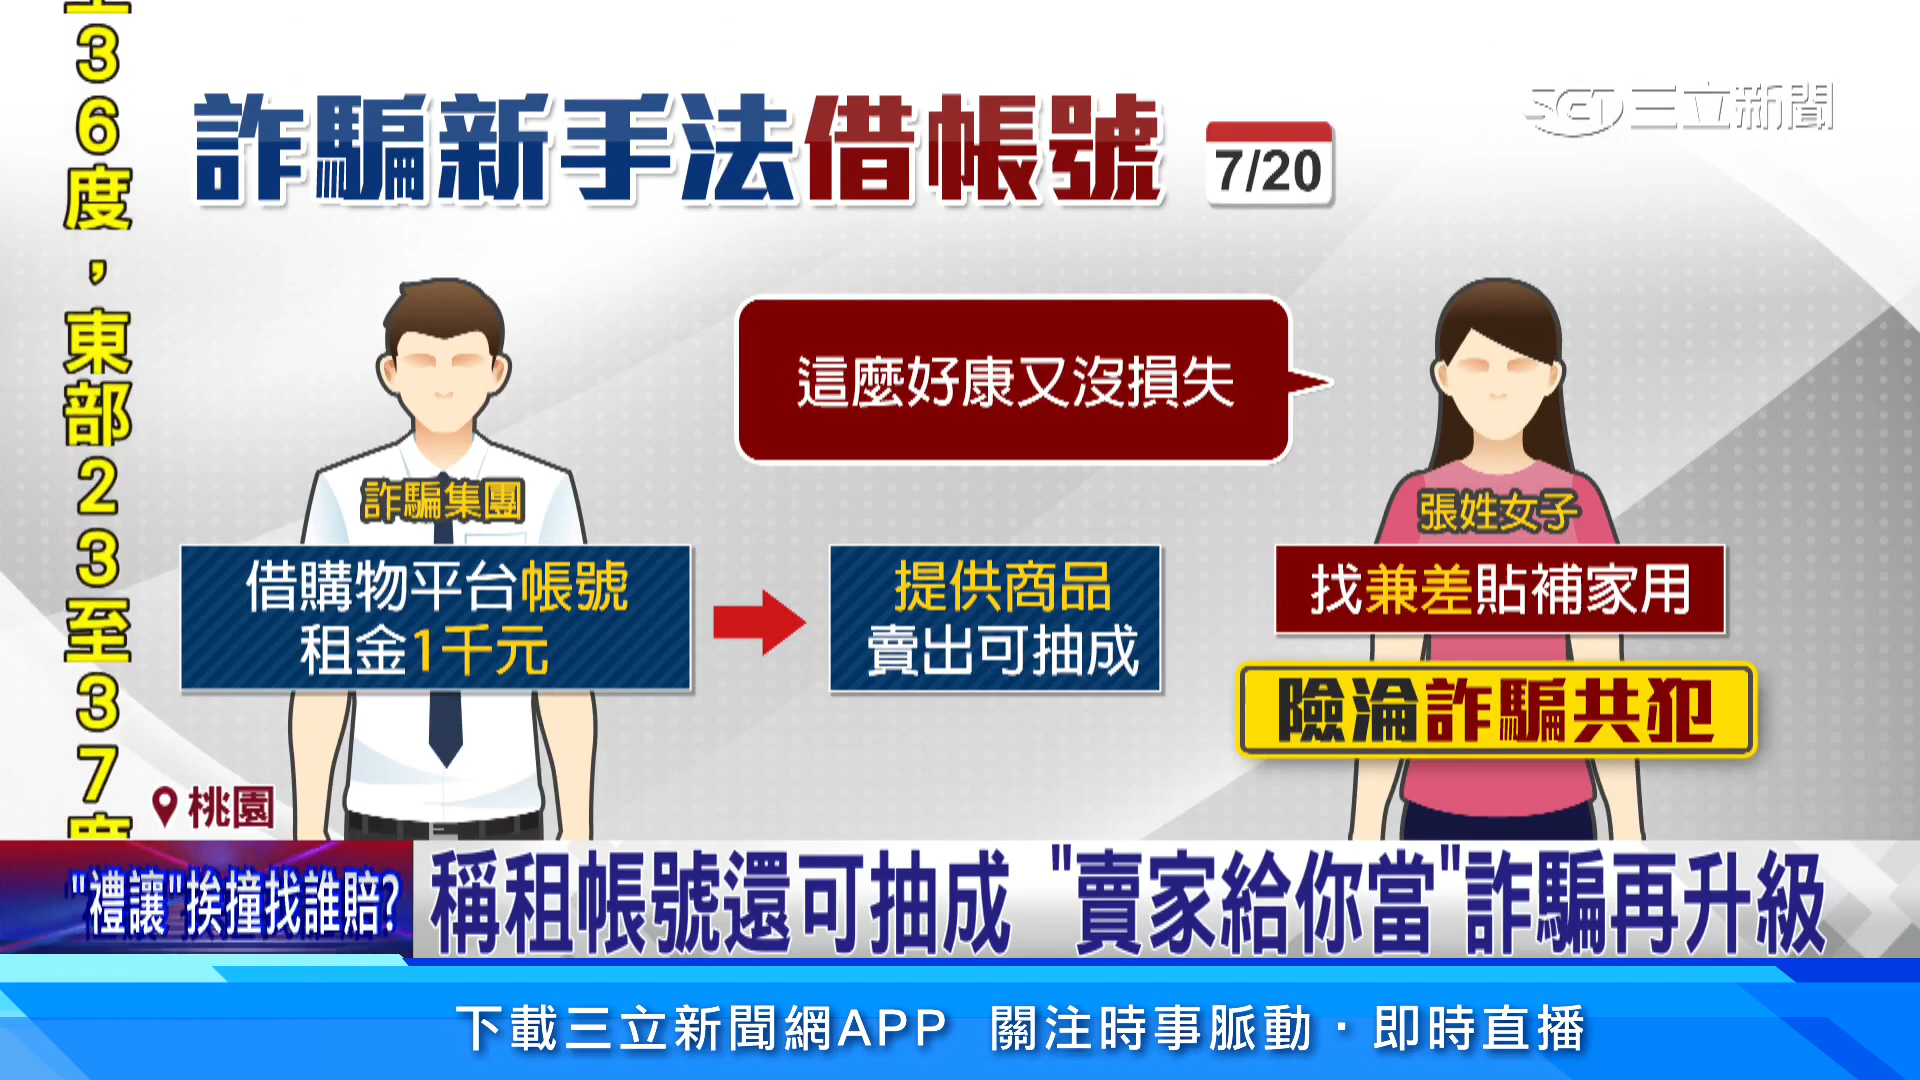 詐騙新手法借帳號
7/20
SET三立新聞
36度，東部23至37度
這麼好康又沒損失
詐騙集團
借購物平台帳號
租金1千元
提供商品
賣出可抽成
張姓女子
找兼差貼補家用
險淪詐騙共犯
桃園
"禮讓"挨撞找誰賠?
稱租帳號還可抽成 "賣家給你當"詐騙再升級
下載三立新聞網APP 關注時事脈動·即時直播